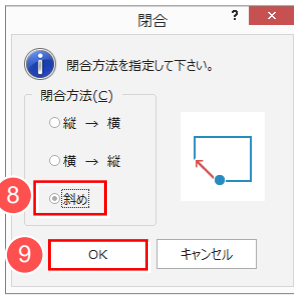 閉合 ? ×
閉合方法を指定して下さい。
閉合方法(C)
縦 → 横
横 → 縦
8 斜め
9 OK キャンセル